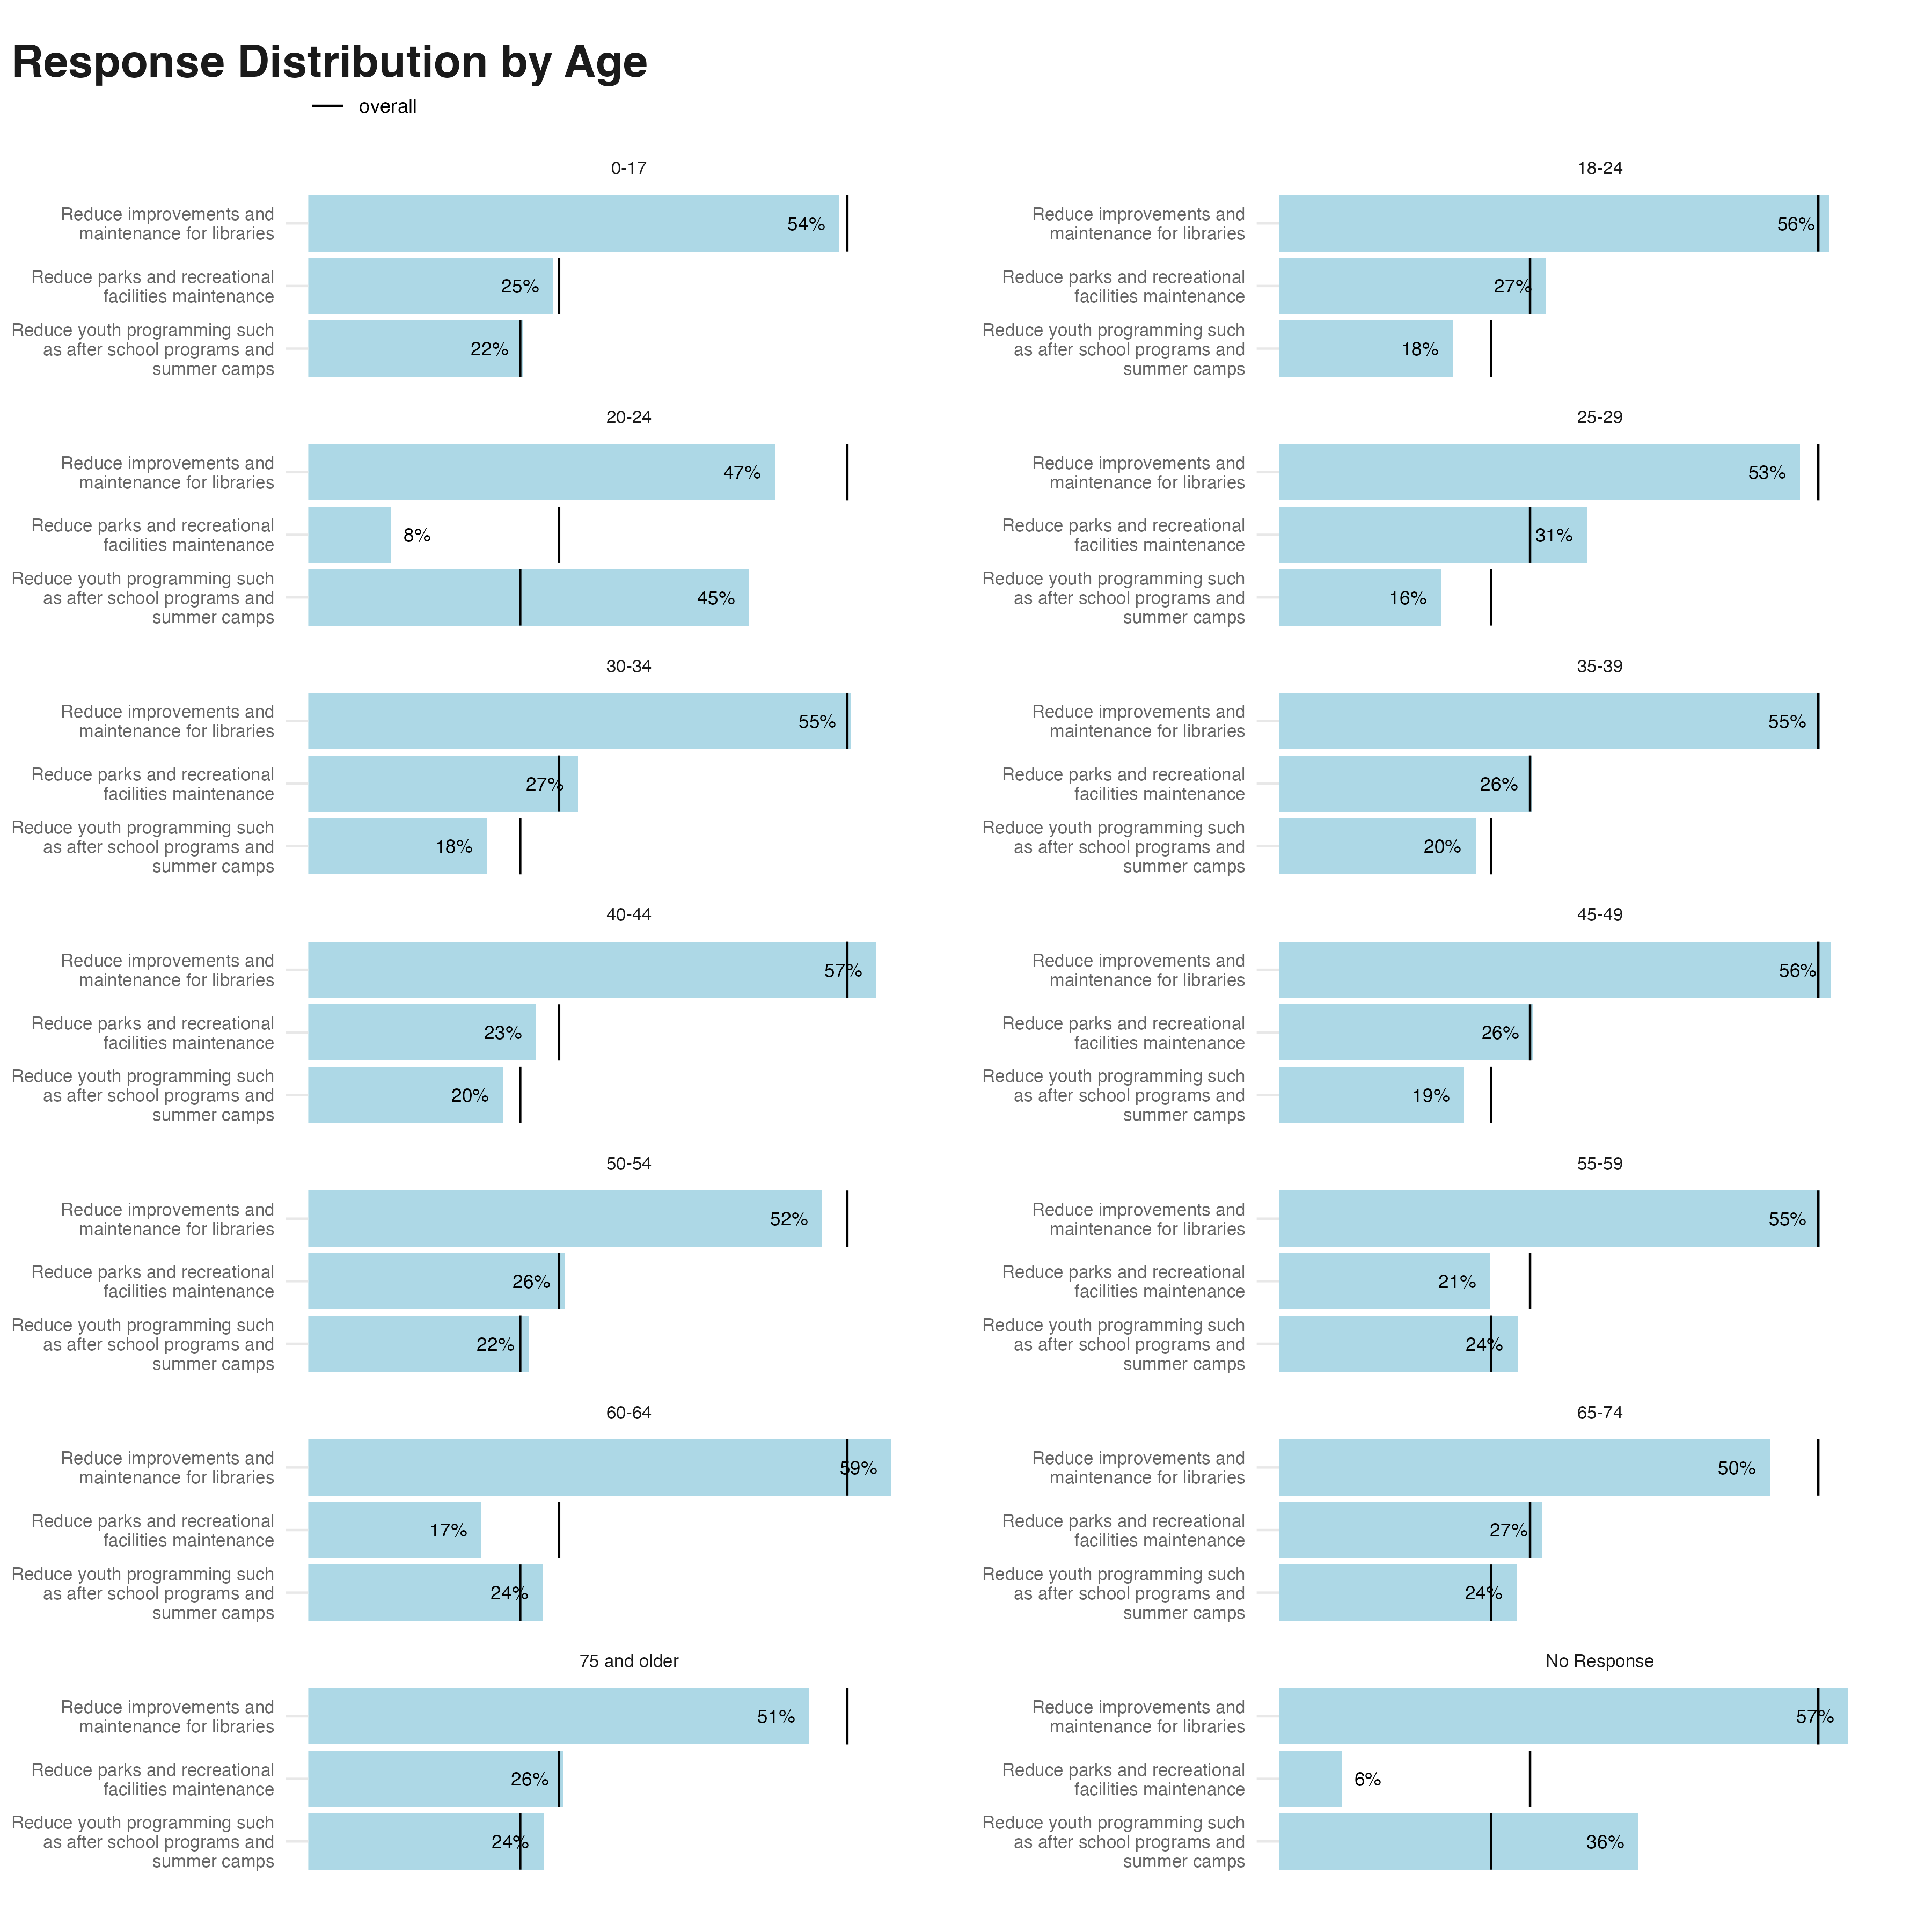 Response Distribution by Age
overall
0-17
Reduce improvements and
maintenance for libraries
54%
Reduce parks and recreational
facilities maintenance
25%
Reduce youth programming such
as after school programs and
summer camps
22%
18-24
Reduce improvements and
maintenance for libraries
56%
Reduce parks and recreational
facilities maintenance
27%
Reduce youth programming such
as after school programs and
summer camps
18%
20-24
Reduce improvements and
maintenance for libraries
47%
Reduce parks and recreational
facilities maintenance
8%
Reduce youth programming such
as after school programs and
summer camps
45%
25-29
Reduce improvements and
maintenance for libraries
53%
Reduce parks and recreational
facilities maintenance
31%
Reduce youth programming such
as after school programs and
summer camps
16%
30-34
Reduce improvements and
maintenance for libraries
55%
Reduce parks and recreational
facilities maintenance
27%
Reduce youth programming such
as after school programs and
summer camps
18%
35-39
Reduce improvements and
maintenance for libraries
55%
Reduce parks and recreational
facilities maintenance
26%
Reduce youth programming such
as after school programs and
summer camps
20%
40-44
Reduce improvements and
maintenance for libraries
57%
Reduce parks and recreational
facilities maintenance
23%
Reduce youth programming such
as after school programs and
summer camps
20%
45-49
Reduce improvements and
maintenance for libraries
56%
Reduce parks and recreational
facilities maintenance
26%
Reduce youth programming such
as after school programs and
summer camps
19%
50-54
Reduce improvements and
maintenance for libraries
52%
Reduce parks and recreational
facilities maintenance
26%
Reduce youth programming such
as after school programs and
summer camps
22%
55-59
Reduce improvements and
maintenance for libraries
55%
Reduce parks and recreational
facilities maintenance
21%
Reduce youth programming such
as after school programs and
summer camps
24%
60-64
Reduce improvements and
maintenance for libraries
59%
Reduce parks and recreational
facilities maintenance
17%
Reduce youth programming such
as after school programs and
summer camps
24%
65-74
Reduce improvements and
maintenance for libraries
50%
Reduce parks and recreational
facilities maintenance
27%
Reduce youth programming such
as after school programs and
summer camps
24%
75 and older
Reduce improvements and
maintenance for libraries
51%
Reduce parks and recreational
facilities maintenance
26%
Reduce youth programming such
as after school programs and
summer camps
24%
No Response
Reduce improvements and
maintenance for libraries
57%
Reduce parks and recreational
facilities maintenance
6%
Reduce youth programming such
as after school programs and
summer camps
36%